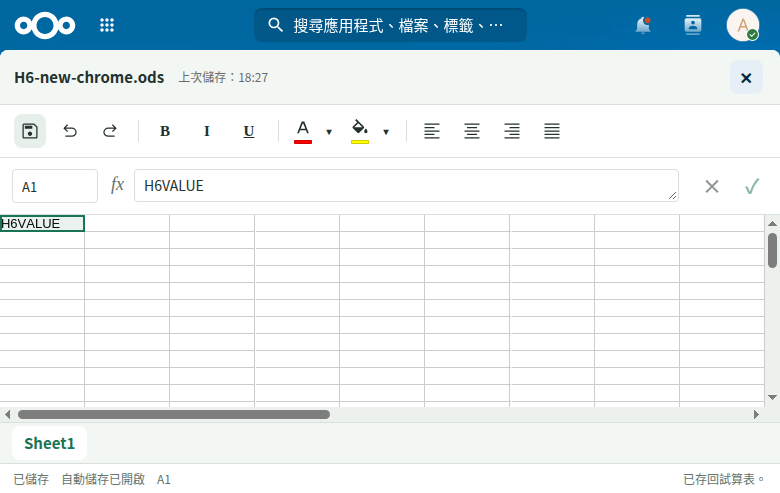 搜尋應用程式、檔案、標籤、…
A
H6-new-chrome.ods
上次儲存：18:27
B I U A
A1
fx
H6VALUE
H6VALUE
Sheet1
已儲存 自動儲存已開啟 A1
已存回試算表。